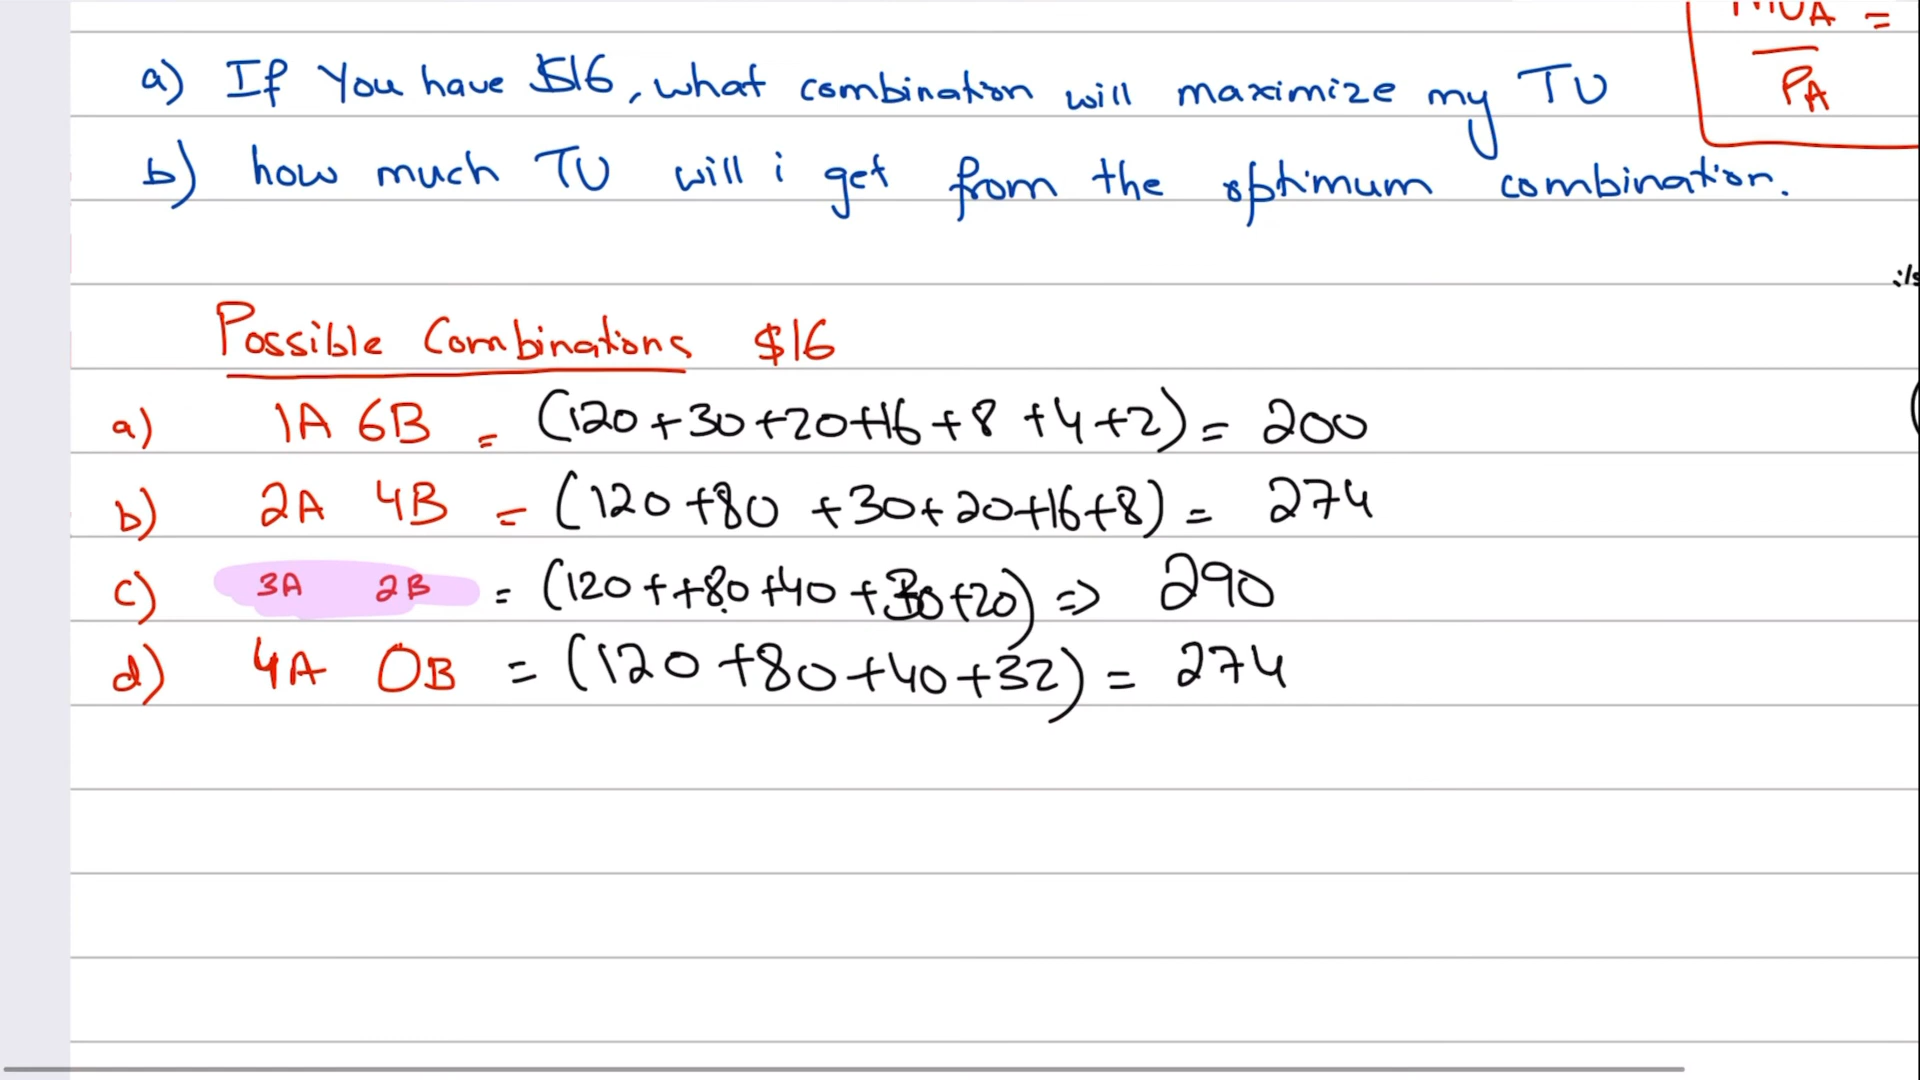 MUA =
PA
a) If You have $16, what combination will maximize my TU
b) how much TU will i get from the optimum combination.
Possible Combinations $16
a) 1A 6B = (120+30+20+16+8+4+2) = 200
b) 2A 4B = (120+80+30+20+16+8) = 274
c) 3A 2B = (120++80+40+30+20) => 290
d) 4A 0B = (120+80+40+32) = 274